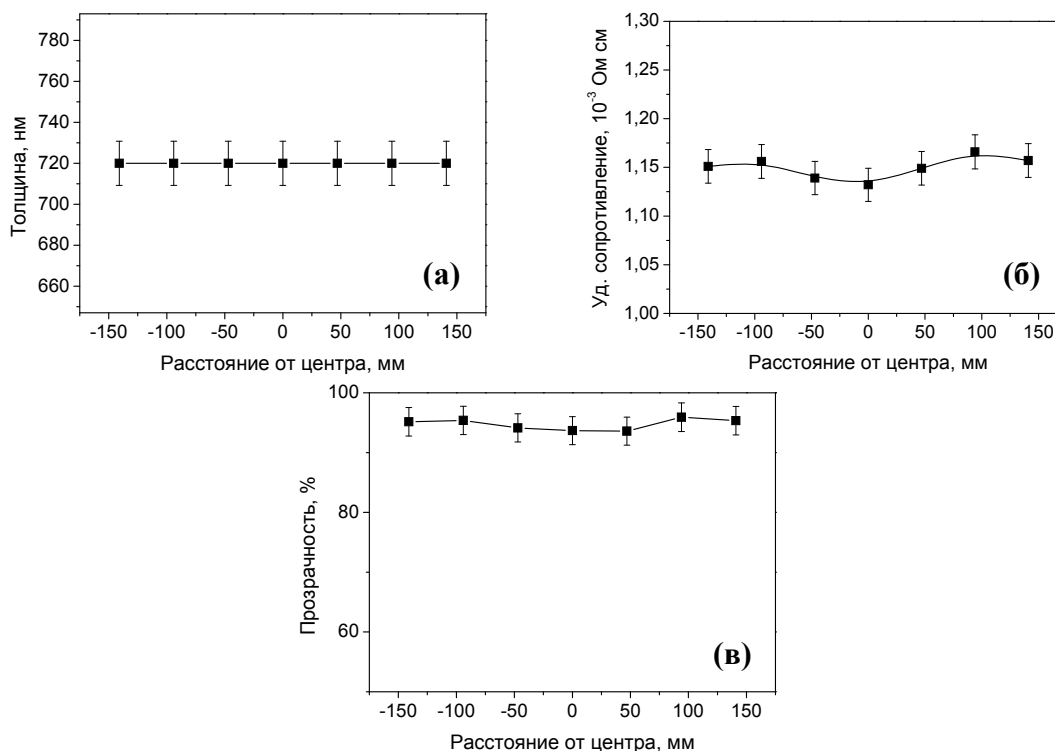 780
760
740
720
700
680
660
Толщина, нм
(а)
-150 -100 -50 0 50 100 150
Расстояние от центра, мм
1,30
1,25
1,20
1,15
1,10
1,05
1,00
Уд. сопротивление, 10⁻³ Ом см
(б)
-150 -100 -50 0 50 100 150
Расстояние от центра, мм
100
80
60
Прозрачность, %
(в)
-150 -100 -50 0 50 100 150
Расстояние от центра, мм